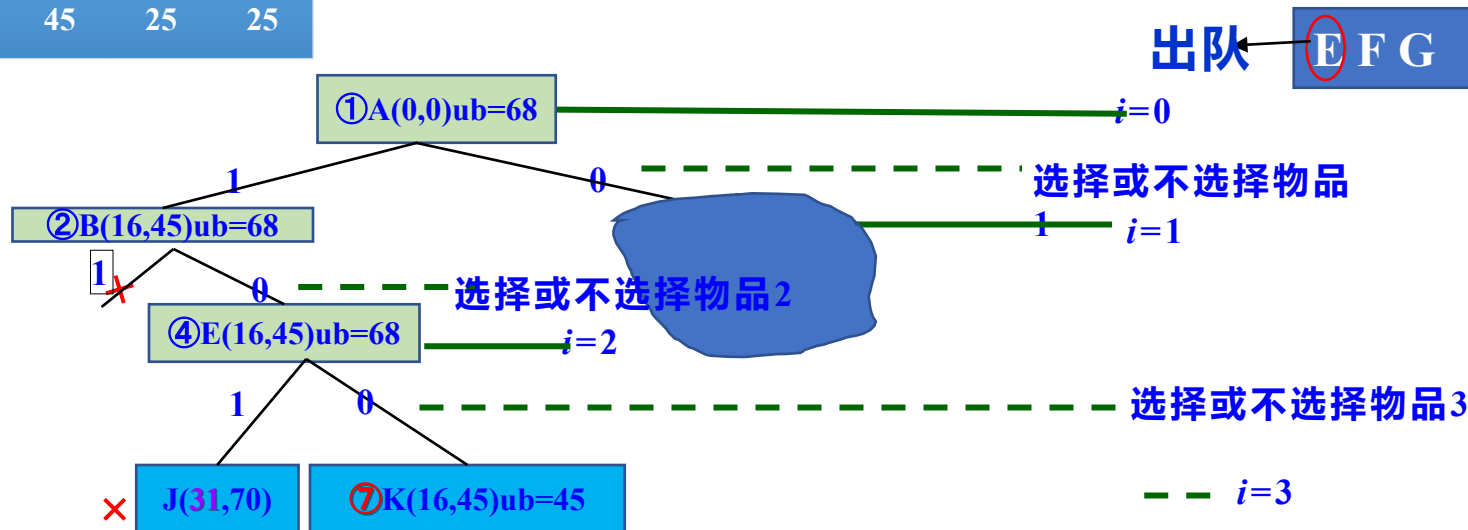 45 25 25
出队 E F G
①A(0,0)ub=68
i=0
1 0
选择或不选择物品
1
②B(16,45)ub=68
i=1
1 0
选择或不选择物品2
④E(16,45)ub=68
i=2
1 0
选择或不选择物品3
× J(31,70)
⑦K(16,45)ub=45
i=3